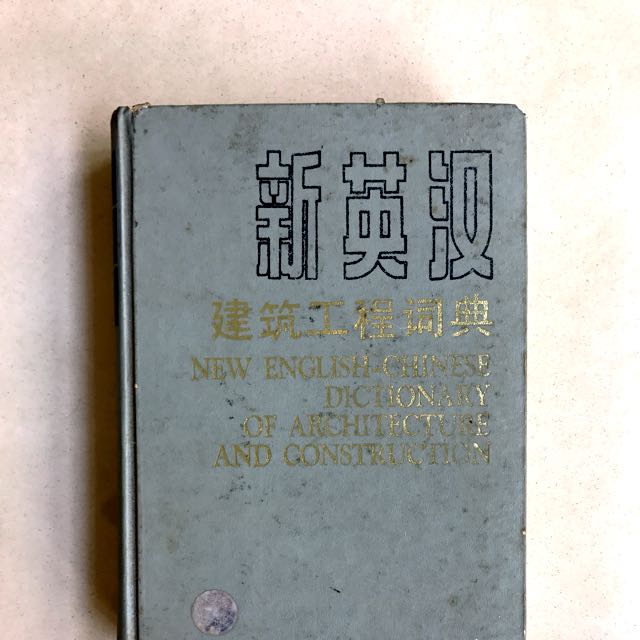 新英汉
建筑工程词典
NEW ENGLISH-CHINESE
DICTIONARY
OF ARCHITECTURE
AND CONSTRUCTION